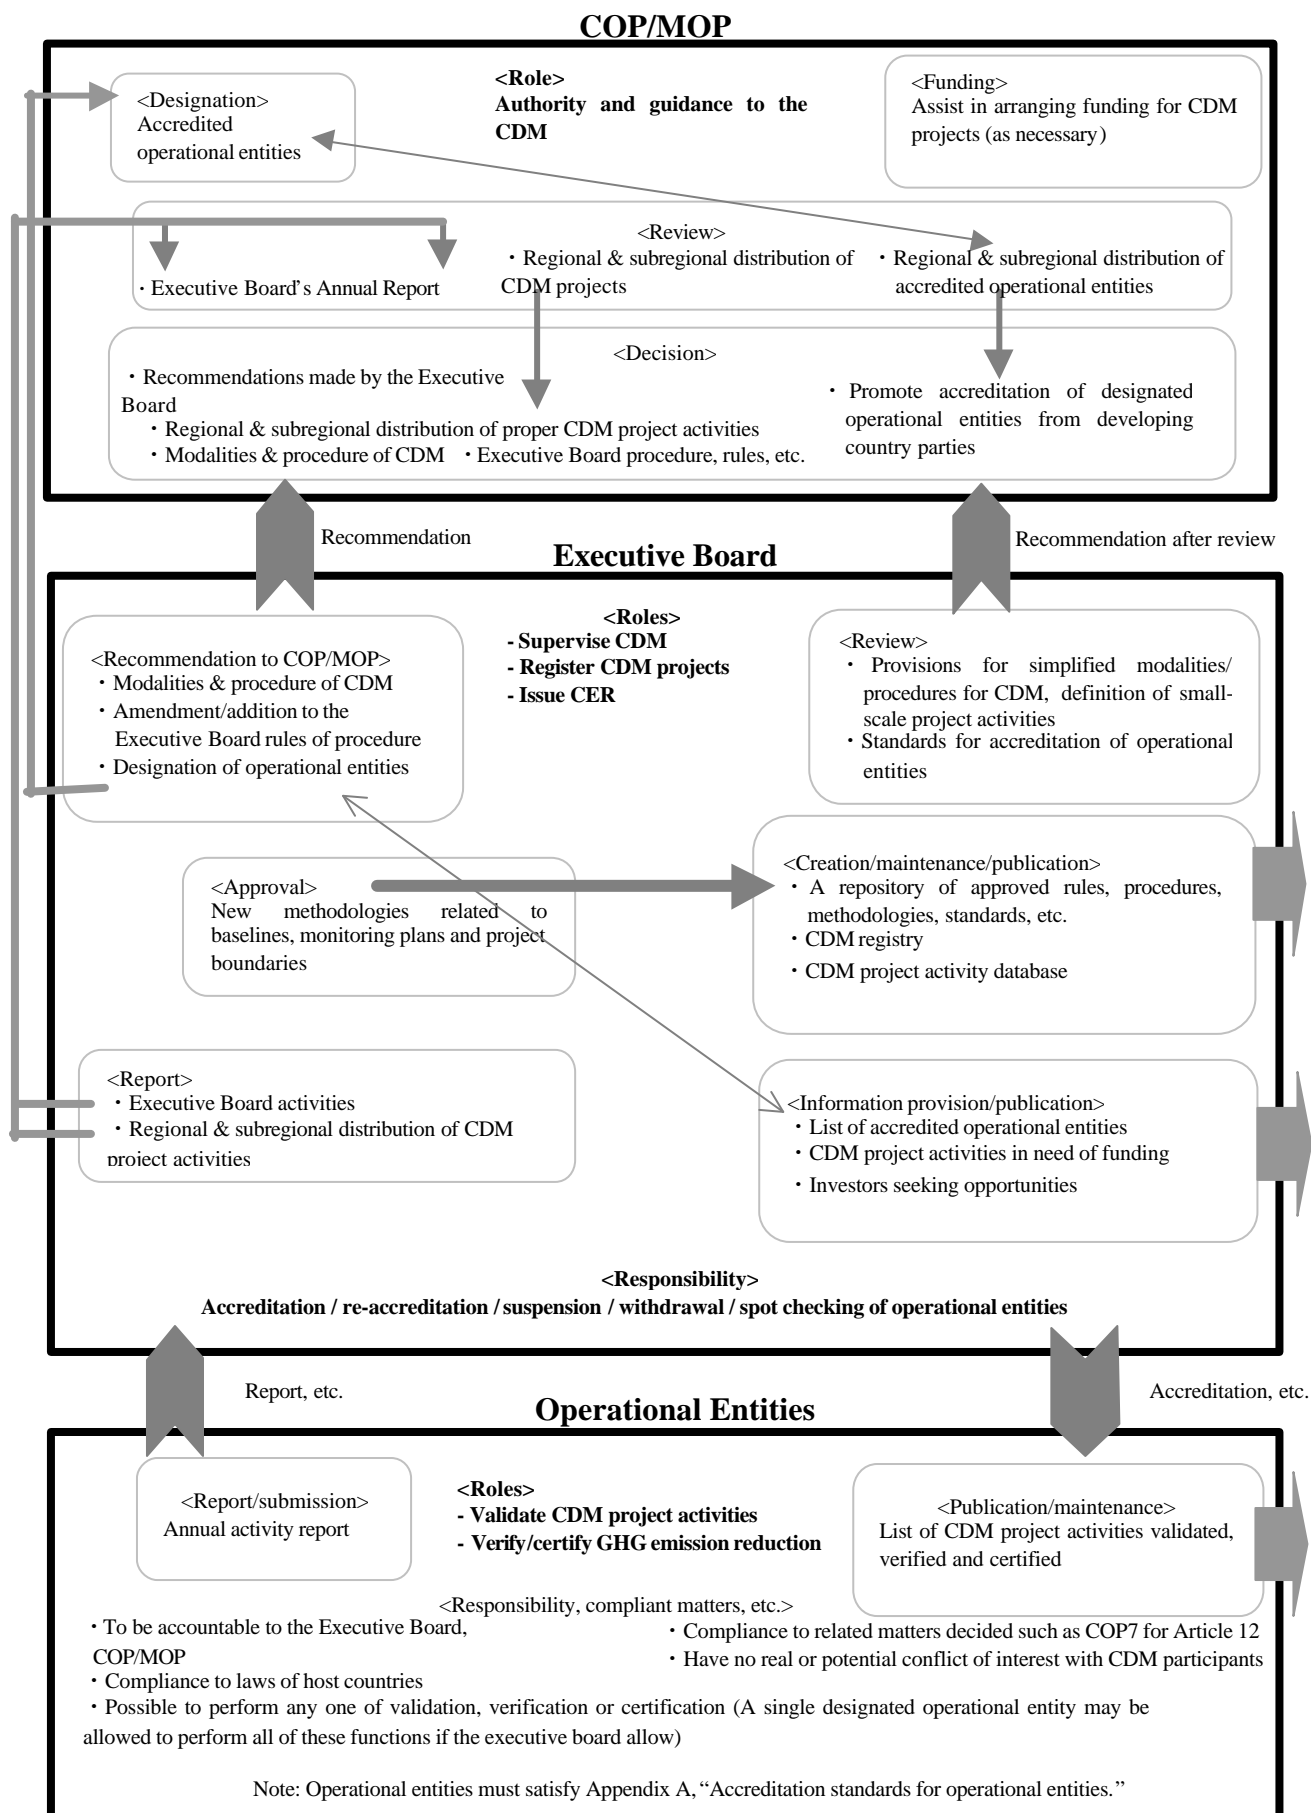 COP/MOP
<Designation>
Accredited
operational entities
<Role>
Authority and guidance to the
CDM
<Funding>
Assist in arranging funding for CDM
projects (as necessary)
<Review>
・Executive Board's Annual Report
・Regional & subregional distribution of
CDM projects
・Regional & subregional distribution of
accredited operational entities
<Decision>
・Recommendations made by the Executive
Board
・Regional & subregional distribution of proper CDM project activities
・Modalities & procedure of CDM ・Executive Board procedure, rules, etc.
・Promote accreditation of designated
operational entities from developing
country parties
Recommendation
Recommendation after review
Executive Board
<Recommendation to COP/MOP>
・Modalities & procedure of CDM
・Amendment/addition to the
Executive Board rules of procedure
・Designation of operational entities
<Roles>
- Supervise CDM
- Register CDM projects
- Issue CER
<Review>
・Provisions for simplified modalities/
procedures for CDM, definition of small-
scale project activities
・Standards for accreditation of operational
entities
<Approval>
New methodologies related to
baselines, monitoring plans and project
boundaries
<Creation/maintenance/publication>
・A repository of approved rules, procedures,
methodologies, standards, etc.
・CDM registry
・CDM project activity database
<Report>
・Executive Board activities
・Regional & subregional distribution of CDM
project activities
<Information provision/publication>
・List of accredited operational entities
・CDM project activities in need of funding
・Investors seeking opportunities
<Responsibility>
Accreditation / re-accreditation / suspension / withdrawal / spot checking of operational entities
Report, etc.
Accreditation, etc.
Operational Entities
<Report/submission>
Annual activity report
<Roles>
- Validate CDM project activities
- Verify/certify GHG emission reduction
<Publication/maintenance>
List of CDM project activities validated,
verified and certified
<Responsibility, compliant matters, etc.>
・To be accountable to the Executive Board,
COP/MOP
・Compliance to laws of host countries
・Compliance to related matters decided such as COP7 for Article 12
・Have no real or potential conflict of interest with CDM participants
・Possible to perform any one of validation, verification or certification (A single designated operational entity may be
allowed to perform all of these functions if the executive board allow)
Note: Operational entities must satisfy Appendix A, “Accreditation standards for operational entities.”